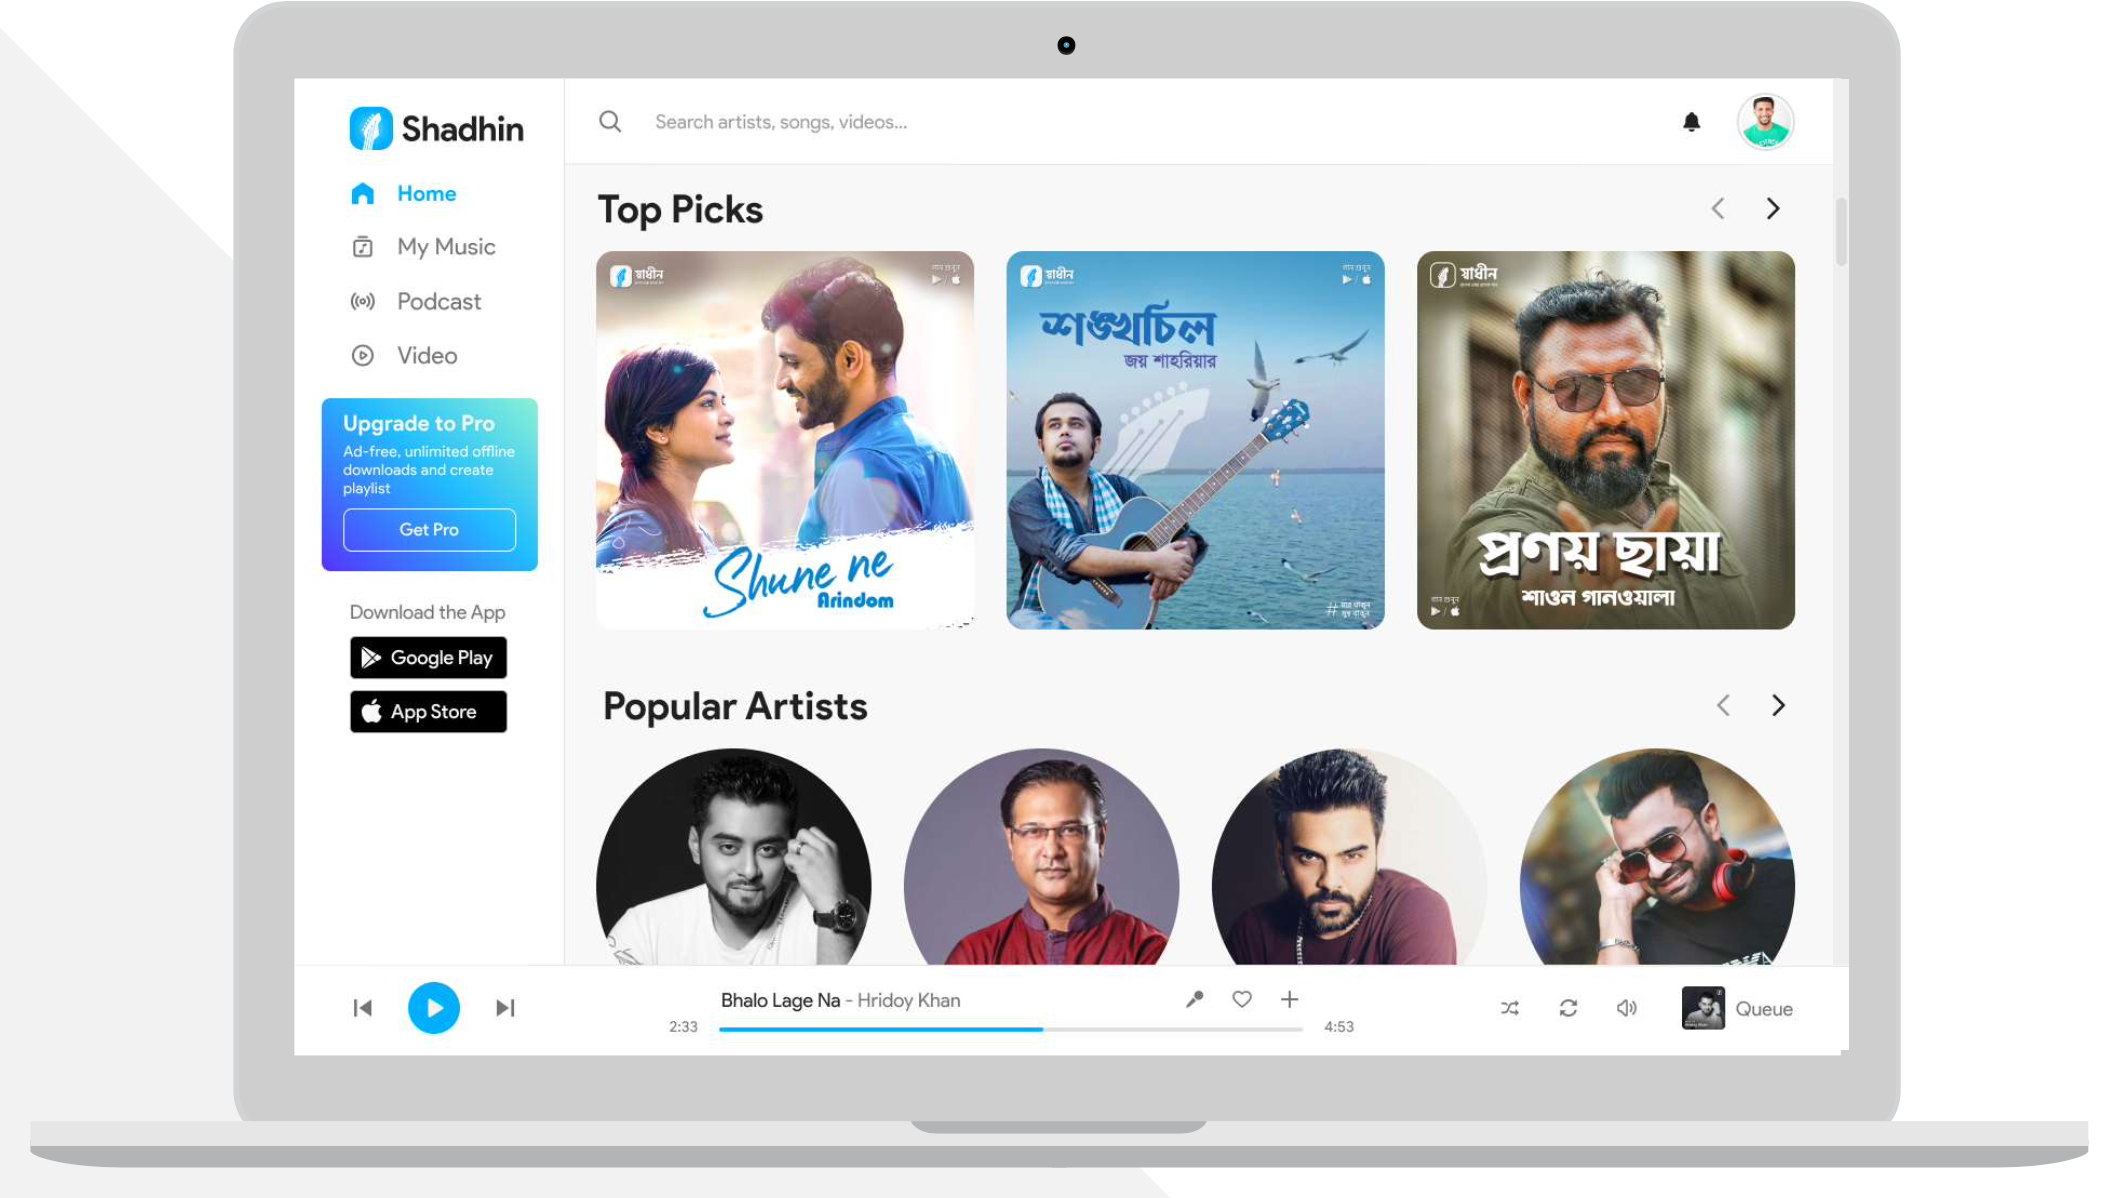 Shadhin
Home
My Music
Podcast
Video
Upgrade to Pro
Ad-free, unlimited offline
downloads and create
playlist
Get Pro
Download the App
Google Play
App Store
Search artists, songs, videos...
Top Picks
স্বাধীন
Shune ne
Arindom
স্বাধীন
শঙ্খচিল
জয় শাহরিয়ার
স্বাধীন
প্রণয় ছায়া
শাওন গানওয়ালা
Popular Artists
Bhalo Lage Na - Hridoy Khan
2:33
4:53
Queue